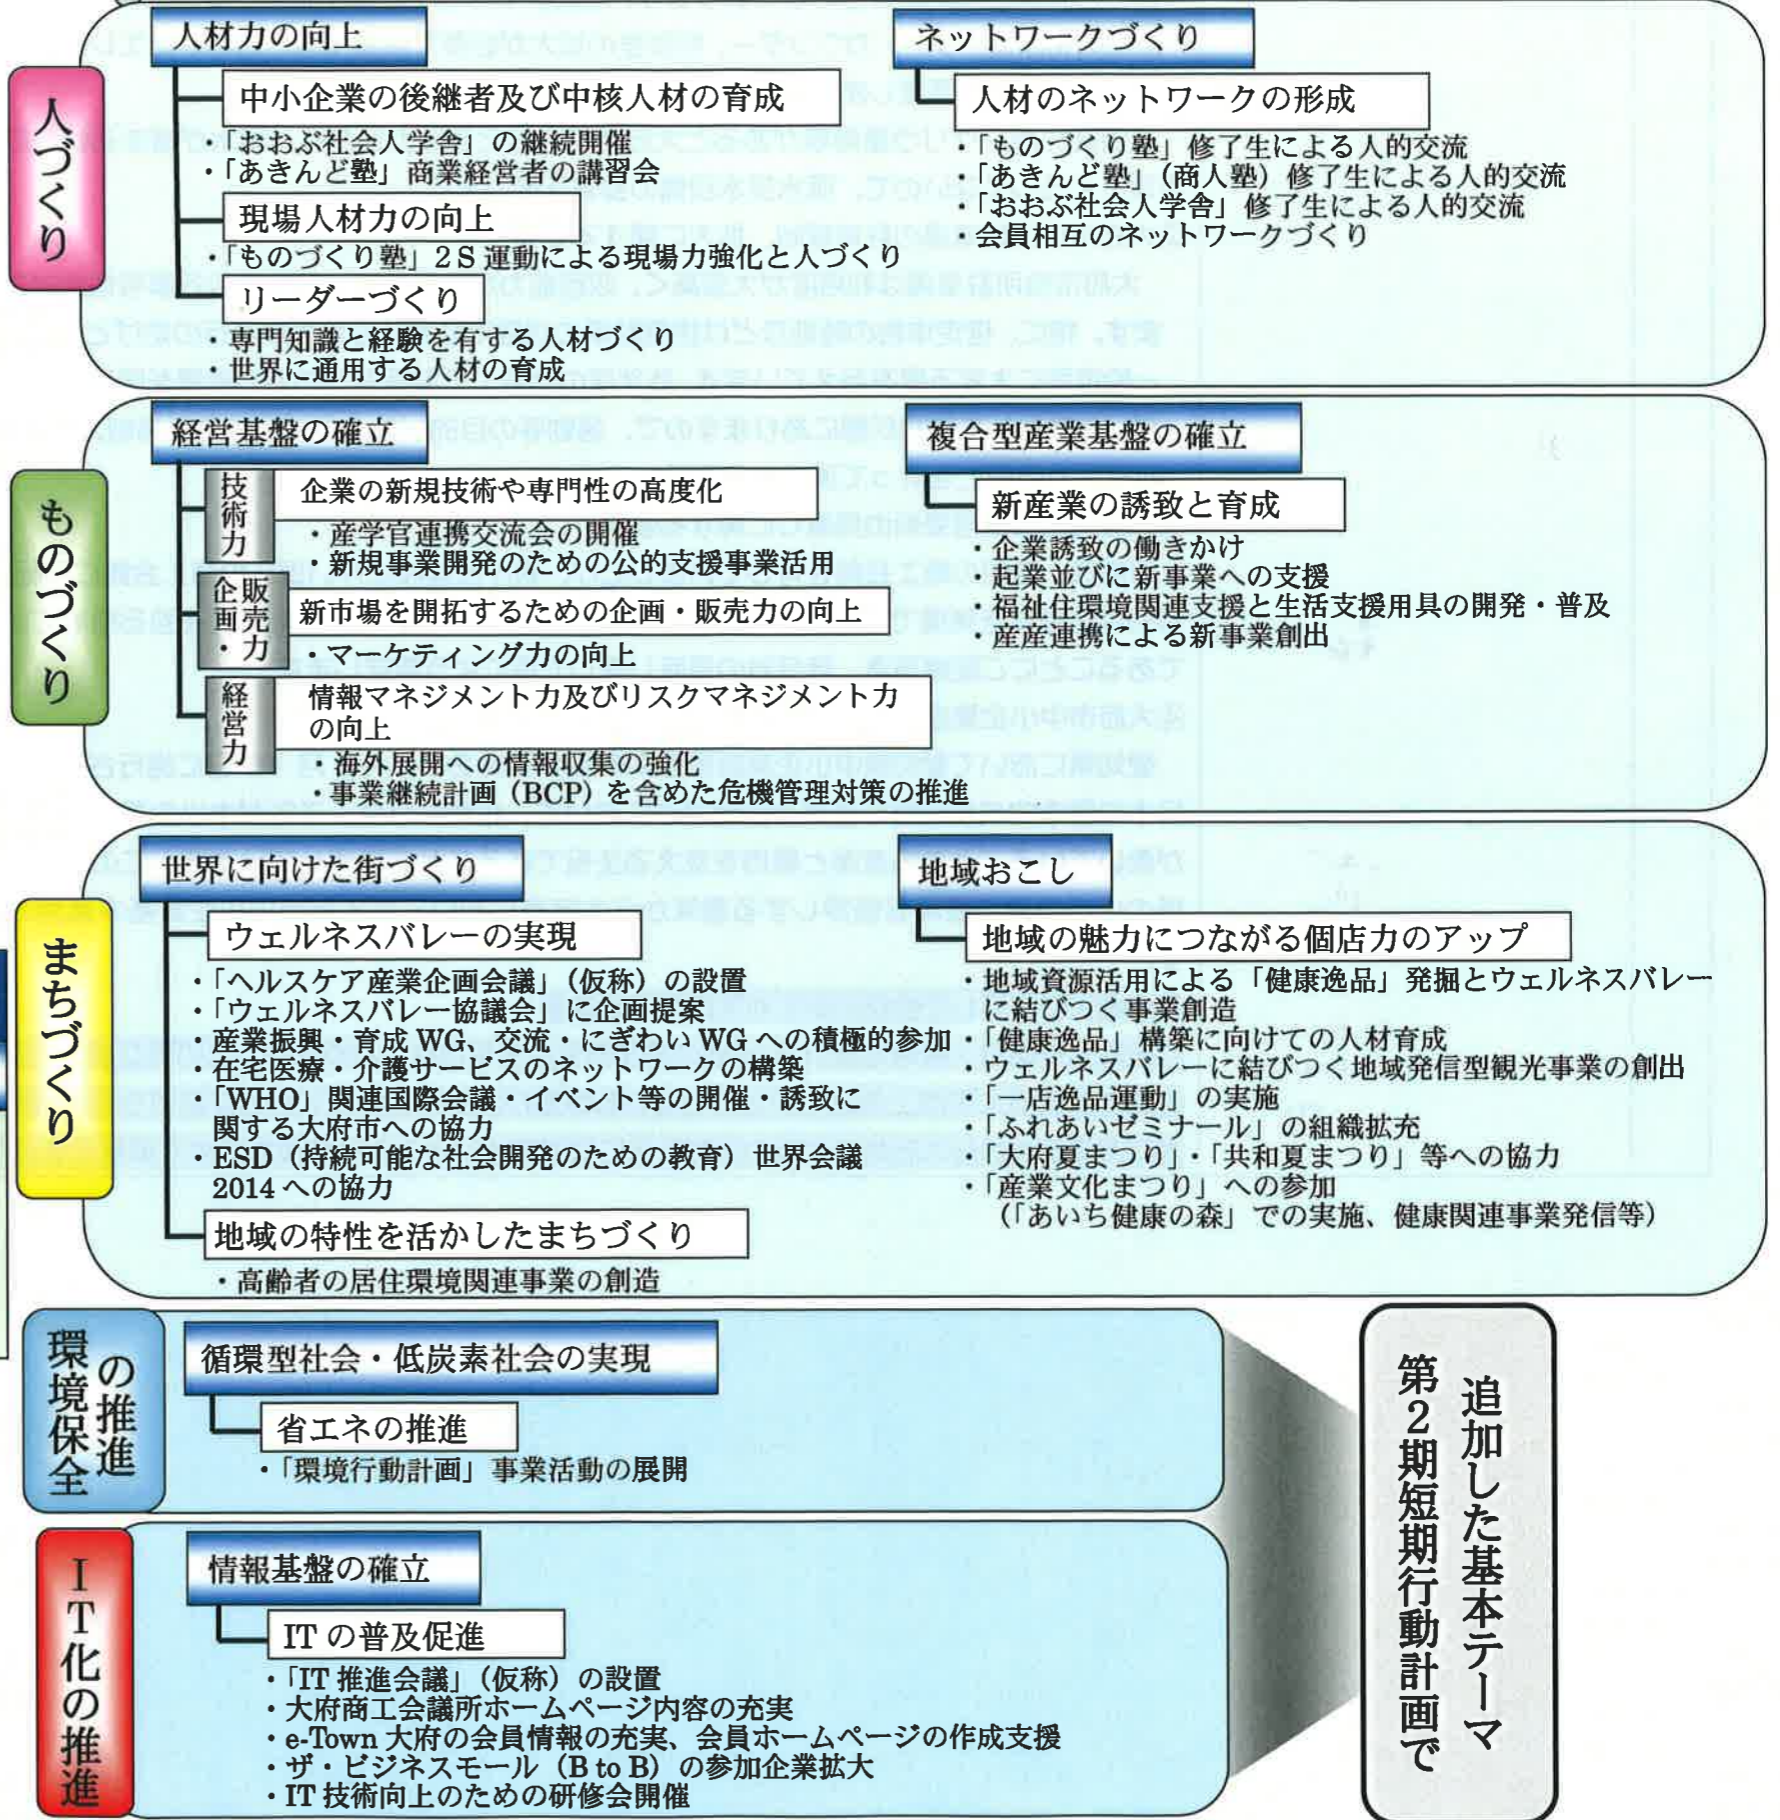 人づくり
人材力の向上
中小企業の後継者及び中核人材の育成
・「おおぶ社会人学舎」の継続開催
・「あきんど塾」商業経営者の講習会
現場人材力の向上
・「ものづくり塾」2S運動による現場力強化と人づくり
リーダーづくり
・専門知識と経験を有する人材づくり
・世界に通用する人材の育成
ネットワークづくり
人材のネットワークの形成
・「ものづくり塾」修了生による人的交流
・「あきんど塾」(商人塾)修了生による人的交流
・「おおぶ社会人学舎」修了生による人的交流
・会員相互のネットワークづくり
ものづくり
経営基盤の確立
技術力
企業の新規技術や専門性の高度化
・産学官連携交流会の開催
・新規事業開発のための公的支援事業活用
企画・
販売力
新市場を開拓するための企画・販売力の向上
・マーケティング力の向上
経営力
情報マネジメント力及びリスクマネジメント力
の向上
・海外展開への情報収集の強化
・事業継続計画(BCP)を含めた危機管理対策の推進
複合型産業基盤の確立
新産業の誘致と育成
・企業誘致の働きかけ
・起業並びに新事業への支援
・福祉住環境関連支援と生活支援用具の開発・普及
・産産連携による新事業創出
まちづくり
世界に向けた街づくり
ウェルネスバレーの実現
・「ヘルスケア産業企画会議」(仮称)の設置
・「ウェルネスバレー協議会」に企画提案
・産業振興・育成WG、交流・にぎわいWGへの積極的参加
・在宅医療・介護サービスのネットワークの構築
・「WHO」関連国際会議・イベント等の開催・誘致に
関する大府市への協力
・ESD(持続可能な社会開発のための教育)世界会議
2014への協力
地域の特性を活かしたまちづくり
・高齢者の居住環境関連事業の創造
地域おこし
地域の魅力につながる個店力のアップ
・地域資源活用による「健康逸品」発掘とウェルネスバレー
に結びつく事業創造
・「健康逸品」構築に向けての人材育成
・ウェルネスバレーに結びつく地域発信型観光事業の創出
・「一店逸品運動」の実施
・「ふれあいゼミナール」の組織拡充
・「大府夏まつり」・「共和夏まつり」等への協力
・「産業文化まつり」への参加
(「あいち健康の森」での実施、健康関連事業発信等)
環境保全
の推進
循環型社会・低炭素社会の実現
省エネの推進
・「環境行動計画」事業活動の展開
IT化の推進
情報基盤の確立
ITの普及促進
・「IT推進会議」(仮称)の設置
・大府商工会議所ホームページ内容の充実
・e-Town大府の会員情報の充実、会員ホームページの作成支援
・ザ・ビジネスモール(B to B)の参加企業拡大
・IT技術向上のための研修会開催
第2期短期行動計画で
追加した基本テーマ